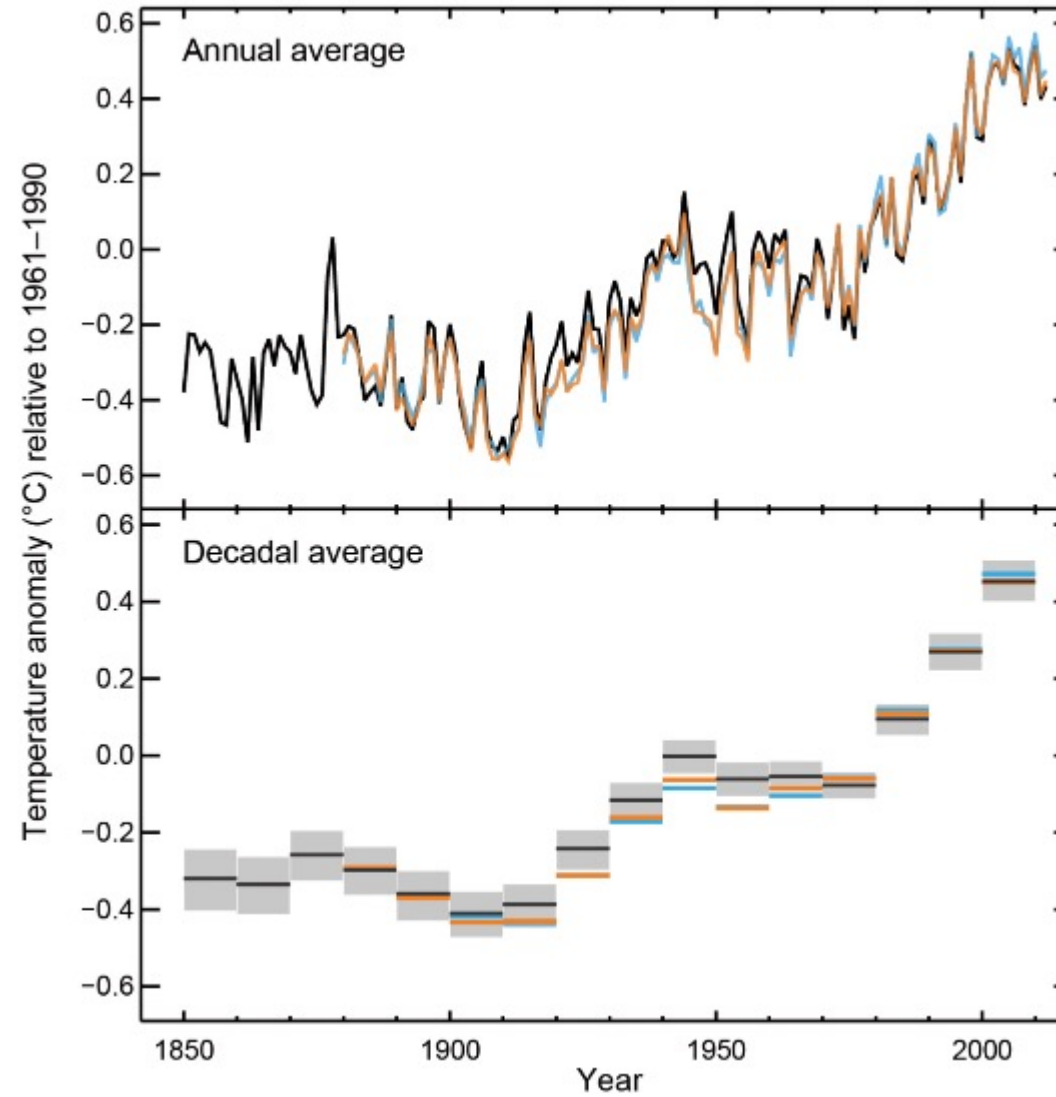 Temperature anomaly (°C) relative to 1961–1990
Annual average
0.6
0.4
0.2
0.0
−0.2
−0.4
−0.6
Decadal average
0.6
0.4
0.2
0.0
−0.2
−0.4
−0.6
1850 1900 1950 2000
Year